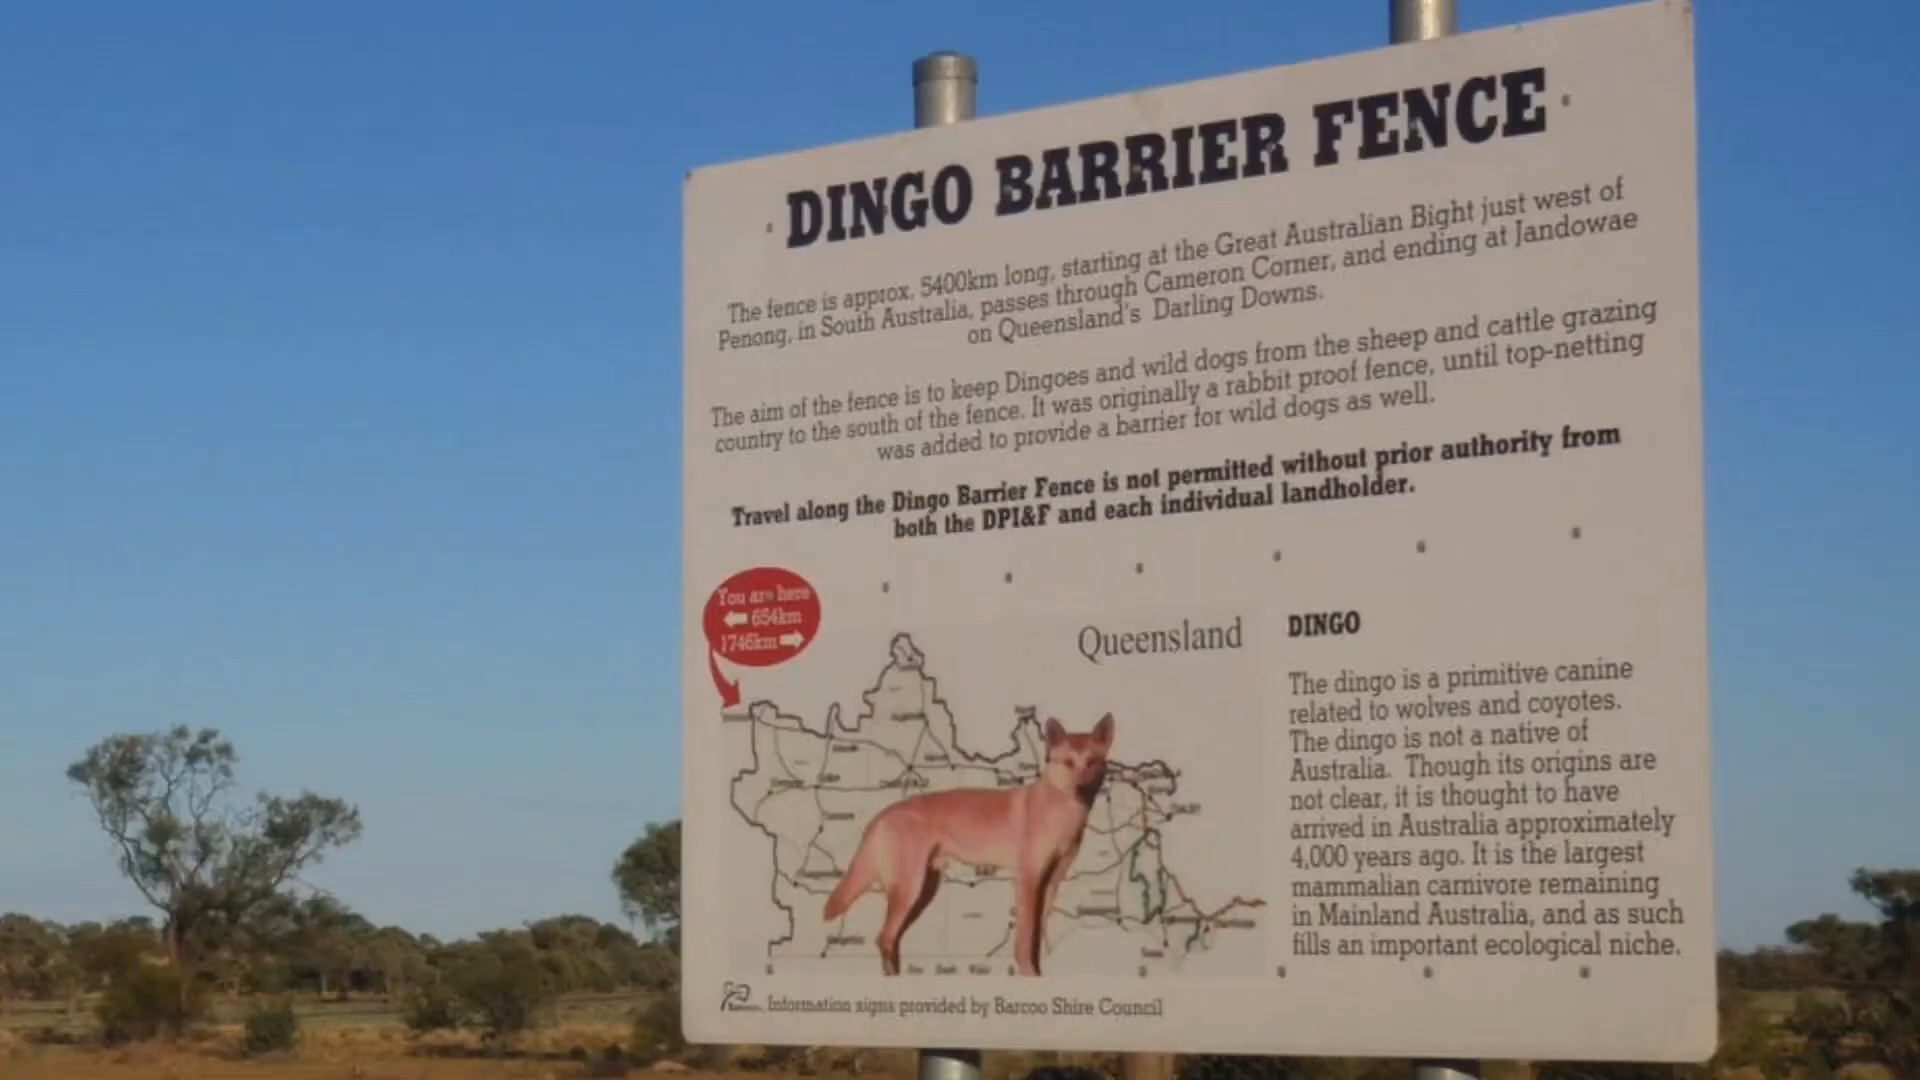 DINGO BARRIER FENCE
The fence is approx. 5400km long, starting at the Great Australian Bight just west of
Penong, in South Australia, passes through Cameron Corner, and ending at Jandowae
on Queensland's Darling Downs.
The aim of the fence is to keep Dingoes and wild dogs from the sheep and cattle grazing
country to the south of the fence. It was originally a rabbit proof fence, until top-netting
was added to provide a barrier for wild dogs as well.
Travel along the Dingo Barrier Fence is not permitted without prior authority from
both the DPI&F and each individual landholder.
You are here
654km
1746km
Queensland
DINGO
The dingo is a primitive canine
related to wolves and coyotes.
The dingo is not a native of
Australia. Though its origins are
not clear, it is thought to have
arrived in Australia approximately
4,000 years ago. It is the largest
mammalian carnivore remaining
in Mainland Australia, and as such
fills an important ecological niche.
Information signs provided by Barcoo Shire Council